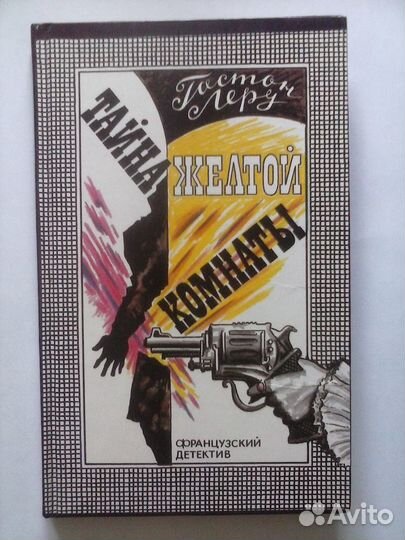 Гастон
Леру
ТАЙНА
ЖЕЛТОЙ
КОМНАТЫ
ФРАНЦУЗСКИЙ
ДЕТЕКТИВ
Avito